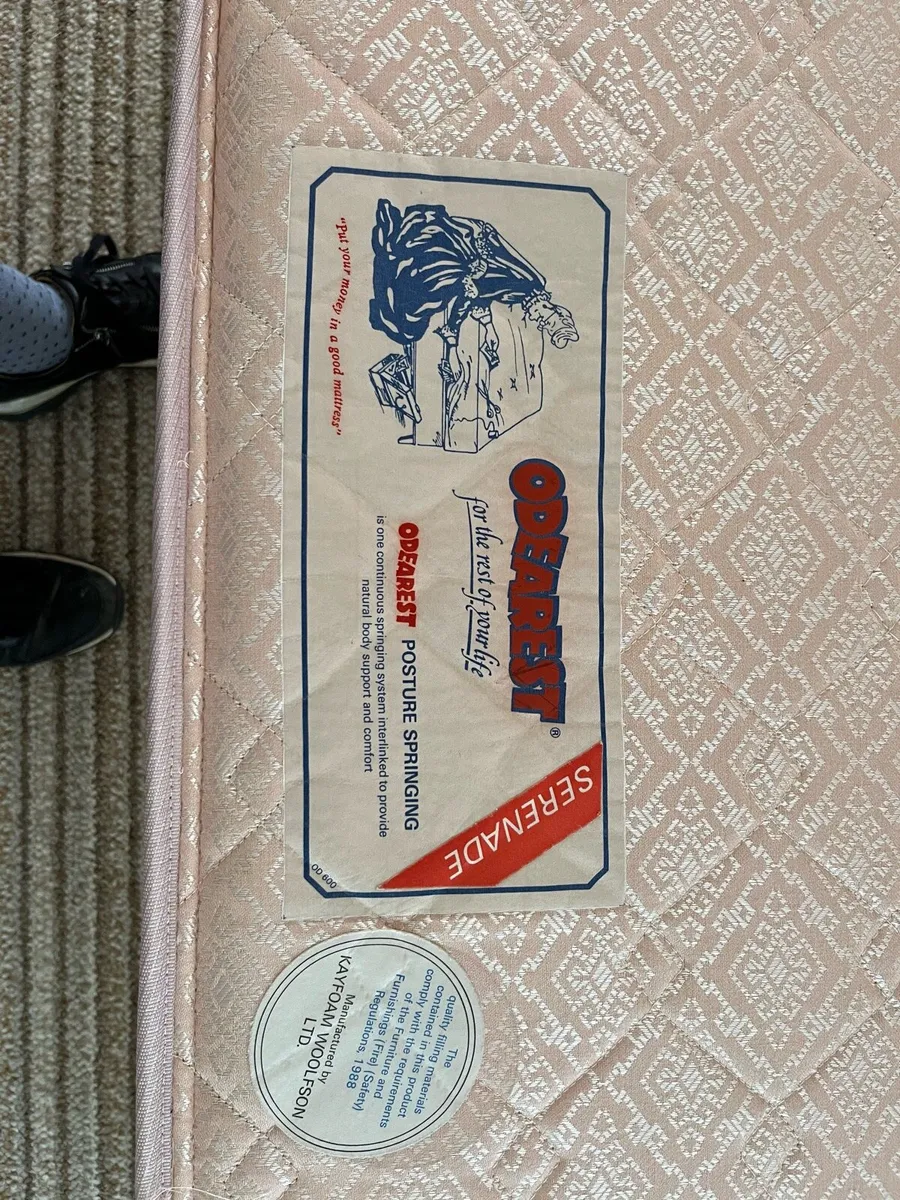 "Put your money in a good mattress"
ODEAREST®
for the rest of your life
SERENADE
ODEAREST POSTURE SPRINGING
is one continuous springing system interlinked to provide
natural body support and comfort
OD 600
The
quality filling materials
contained in this product
comply with the requirements
of the Furniture and
Furnishings (Fire) (Safety)
Regulations, 1988
Manufactured by
KAYFOAM WOOLFSON
LTD.